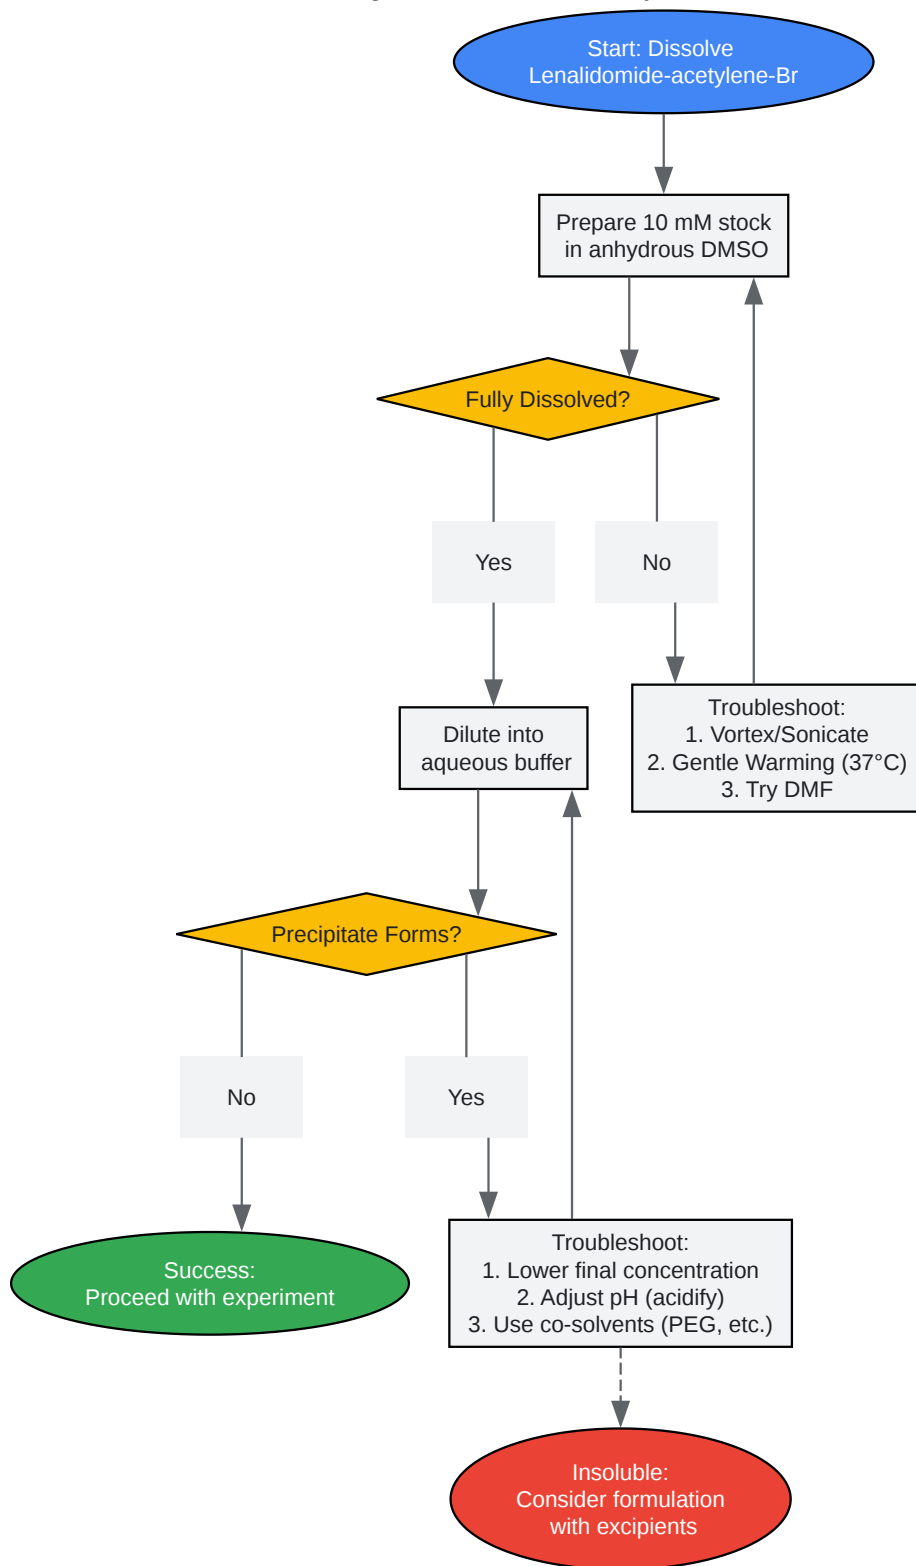 Start: Dissolve
Lenalidomide-acetylene-Br
Prepare 10 mM stock
in anhydrous DMSO
Fully Dissolved?
Yes
No
Troubleshoot:
1. Vortex/Sonicate
2. Gentle Warming (37°C)
3. Try DMF
Dilute into
aqueous buffer
Precipitate Forms?
No
Yes
Troubleshoot:
1. Lower final concentration
2. Adjust pH (acidify)
3. Use co-solvents (PEG, etc.)
Success:
Proceed with experiment
Insoluble:
Consider formulation
with excipients